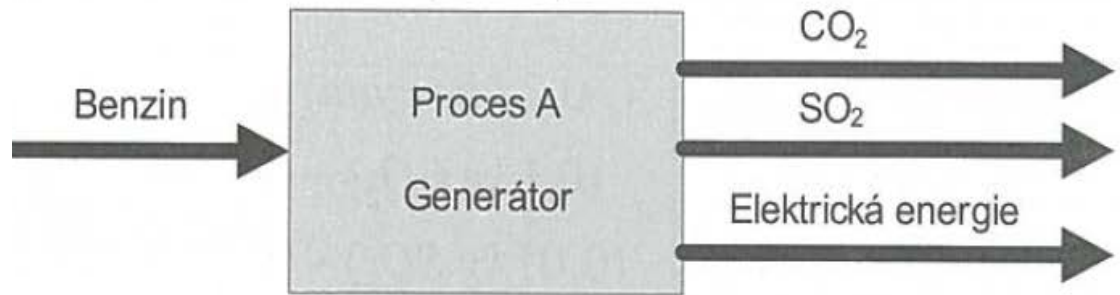 Benzin
Proces A
Generátor
CO₂
SO₂
Elektrická energie